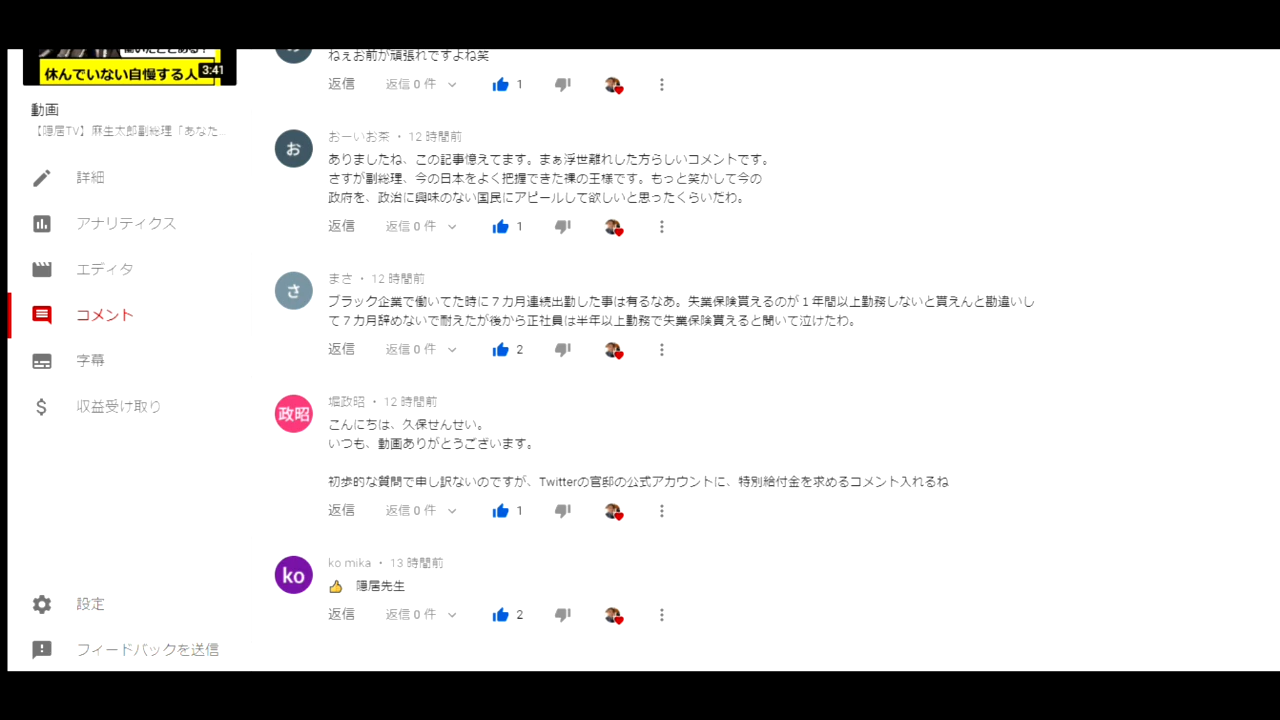 休んでいない自慢する人
3:41
動画
【隠居TV】麻生太郎副総理「あなた...
詳細
アナリティクス
エディタ
コメント
字幕
収益受け取り
設定
フィードバックを送信
ねぇお前が頑張れですよね笑
返信 返信 0 件 1
お
おーいお茶 ・ 12 時間前
ありましたね、この記事憶えてます。まぁ浮世離れした方らしいコメントです。
さすが副総理、今の日本をよく把握できた裸の王様です。もっと笑かして今の
政府を、政治に興味のない国民にアピールして欲しいと思ったくらいだわ。
返信 返信 0 件 1
さ
まさ ・ 12 時間前
ブラック企業で働いてた時に７カ月連続出勤した事は有るなあ。失業保険貰えるのが１年間以上勤務しないと貰えんと勘違いし
て７カ月辞めないで耐えたが後から正社員は半年以上勤務で失業保険貰えると聞いて泣けたわ。
返信 返信 0 件 2
政昭
堀政昭 ・ 12 時間前
こんにちは、久保せんせい。
いつも、動画ありがとうございます。
初歩的な質問で申し訳ないのですが、Twitterの官邸の公式アカウントに、特別給付金を求めるコメント入れるね
返信 返信 0 件 1
ko
ko mika ・ 13 時間前
👍 隠居先生
返信 返信 0 件 2